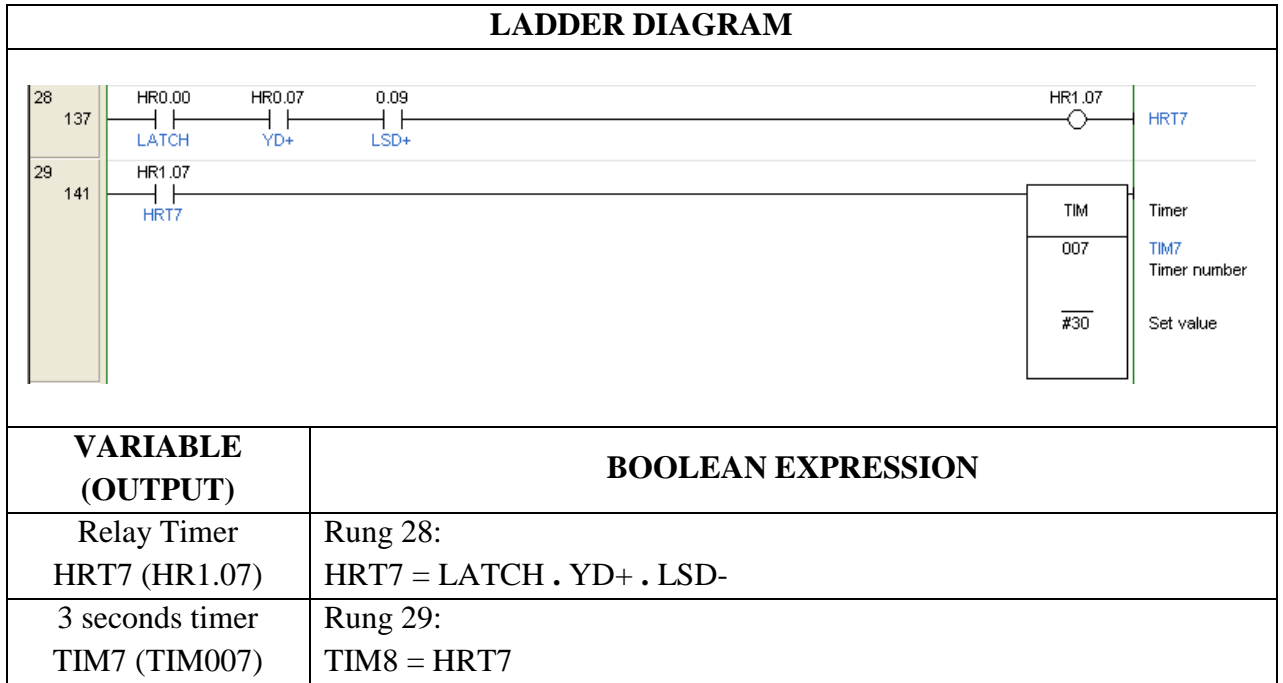 LADDER DIAGRAM
28
137
HR0.00
HR0.07
0.09
HR1.07
LATCH
YD+
LSD+
HRT7
29
141
HR1.07
HRT7
TIM
Timer
007
TIM7
Timer number
#30
Set value
VARIABLE
(OUTPUT)
BOOLEAN EXPRESSION
Relay Timer
HRT7 (HR1.07)
Rung 28:
HRT7 = LATCH . YD+ . LSD-
3 seconds timer
TIM7 (TIM007)
Rung 29:
TIM8 = HRT7